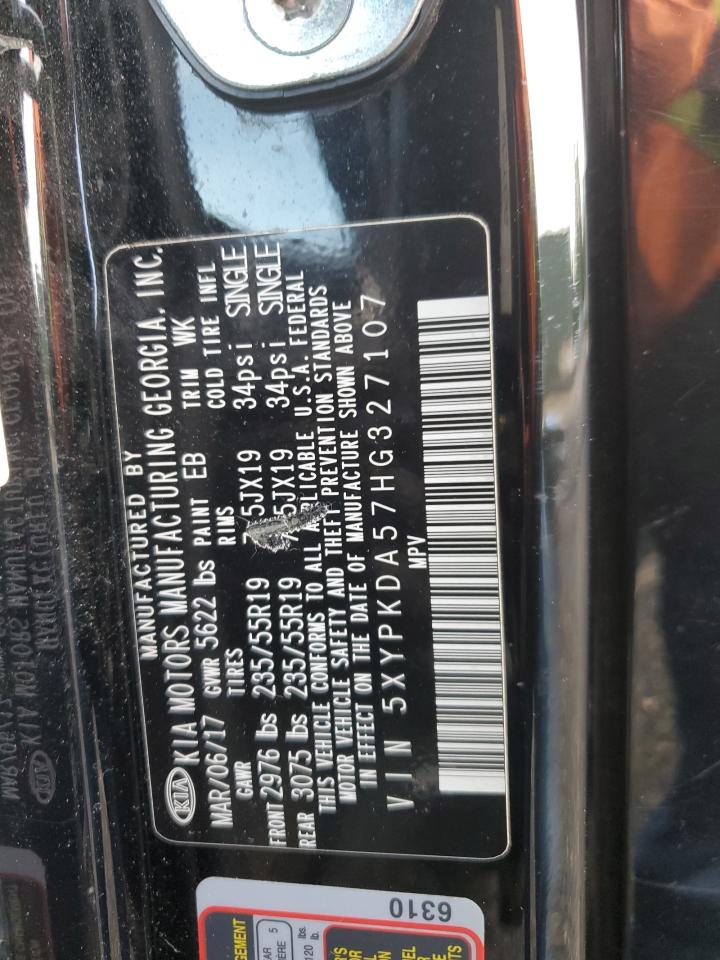 MANUFACTURED BY
KIA KIA MOTORS MANUFACTURING GEORGIA, INC.
MAR/06/17 GVWR 5622 lbs PAINT EB TRIM WK
GAWR TIRES RIMS COLD TIRE INFL
FRONT 2976 lbs 235/55R19 5JX19 34psi SINGLE
REAR 3075 lbs 235/55R19 5JX19 34psi SINGLE
THIS VEHICLE CONFORMS TO ALL U.S.A. FEDERAL
MOTOR VEHICLE SAFETY AND THEFT PREVENTION STANDARDS
IN EFFECT ON THE DATE OF MANUFACTURE SHOWN ABOVE
VIN 5XYPKDA57HG327107
MPV
6310